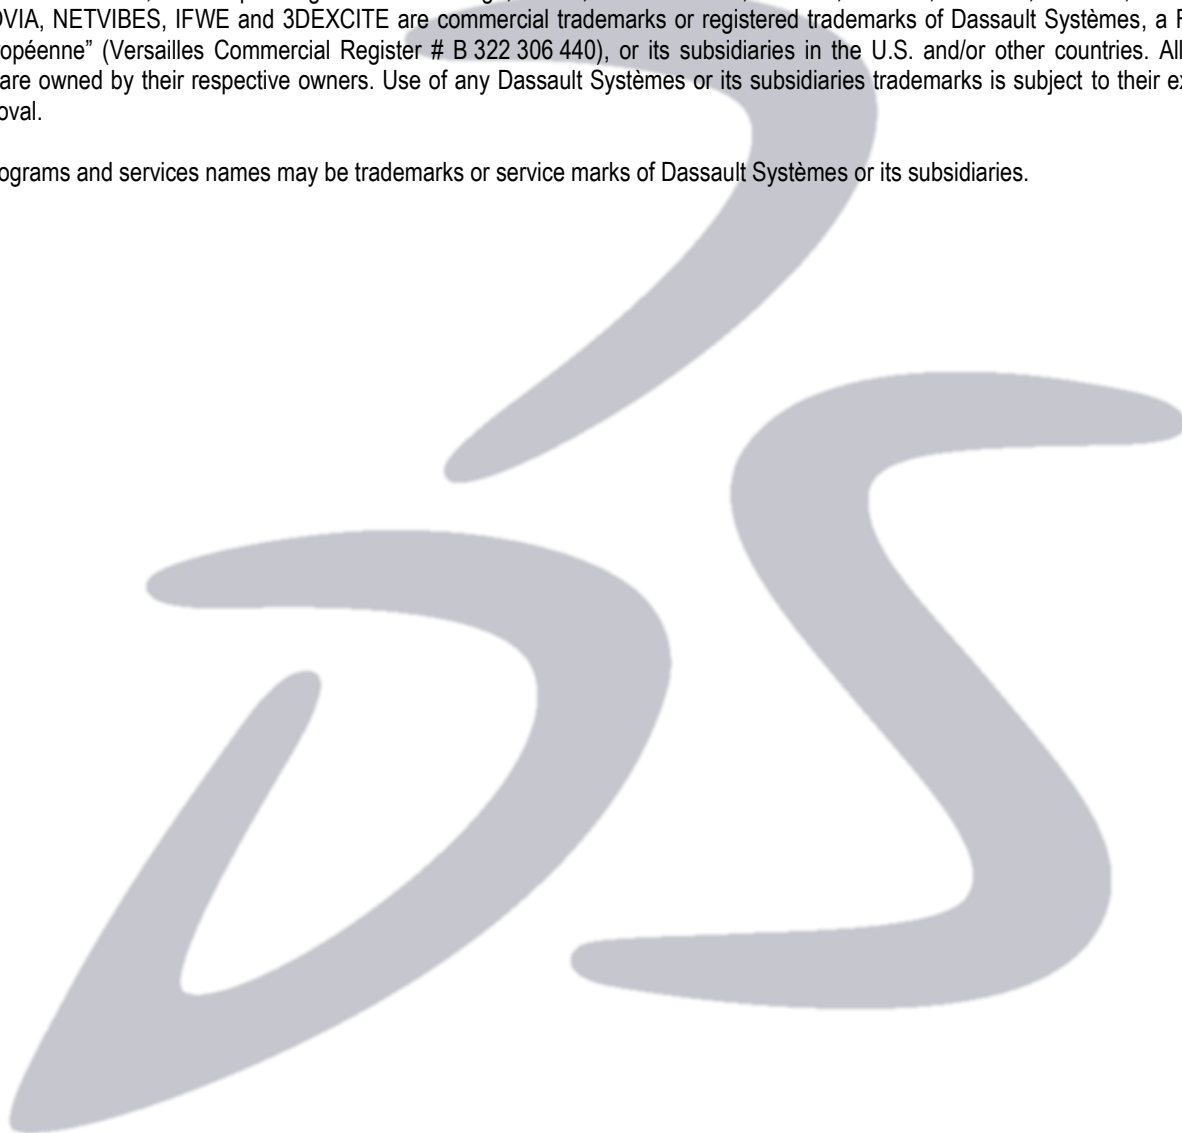 OVIA, NETVIBES, IFWE and 3DEXCITE are commercial trademarks or registered trademarks of Dassault Systèmes, a F
opéenne” (Versailles Commercial Register # B 322 306 440), or its subsidiaries in the U.S. and/or other countries. All
are owned by their respective owners. Use of any Dassault Systèmes or its subsidiaries trademarks is subject to their ex
oval.
ograms and services names may be trademarks or service marks of Dassault Systèmes or its subsidiaries.